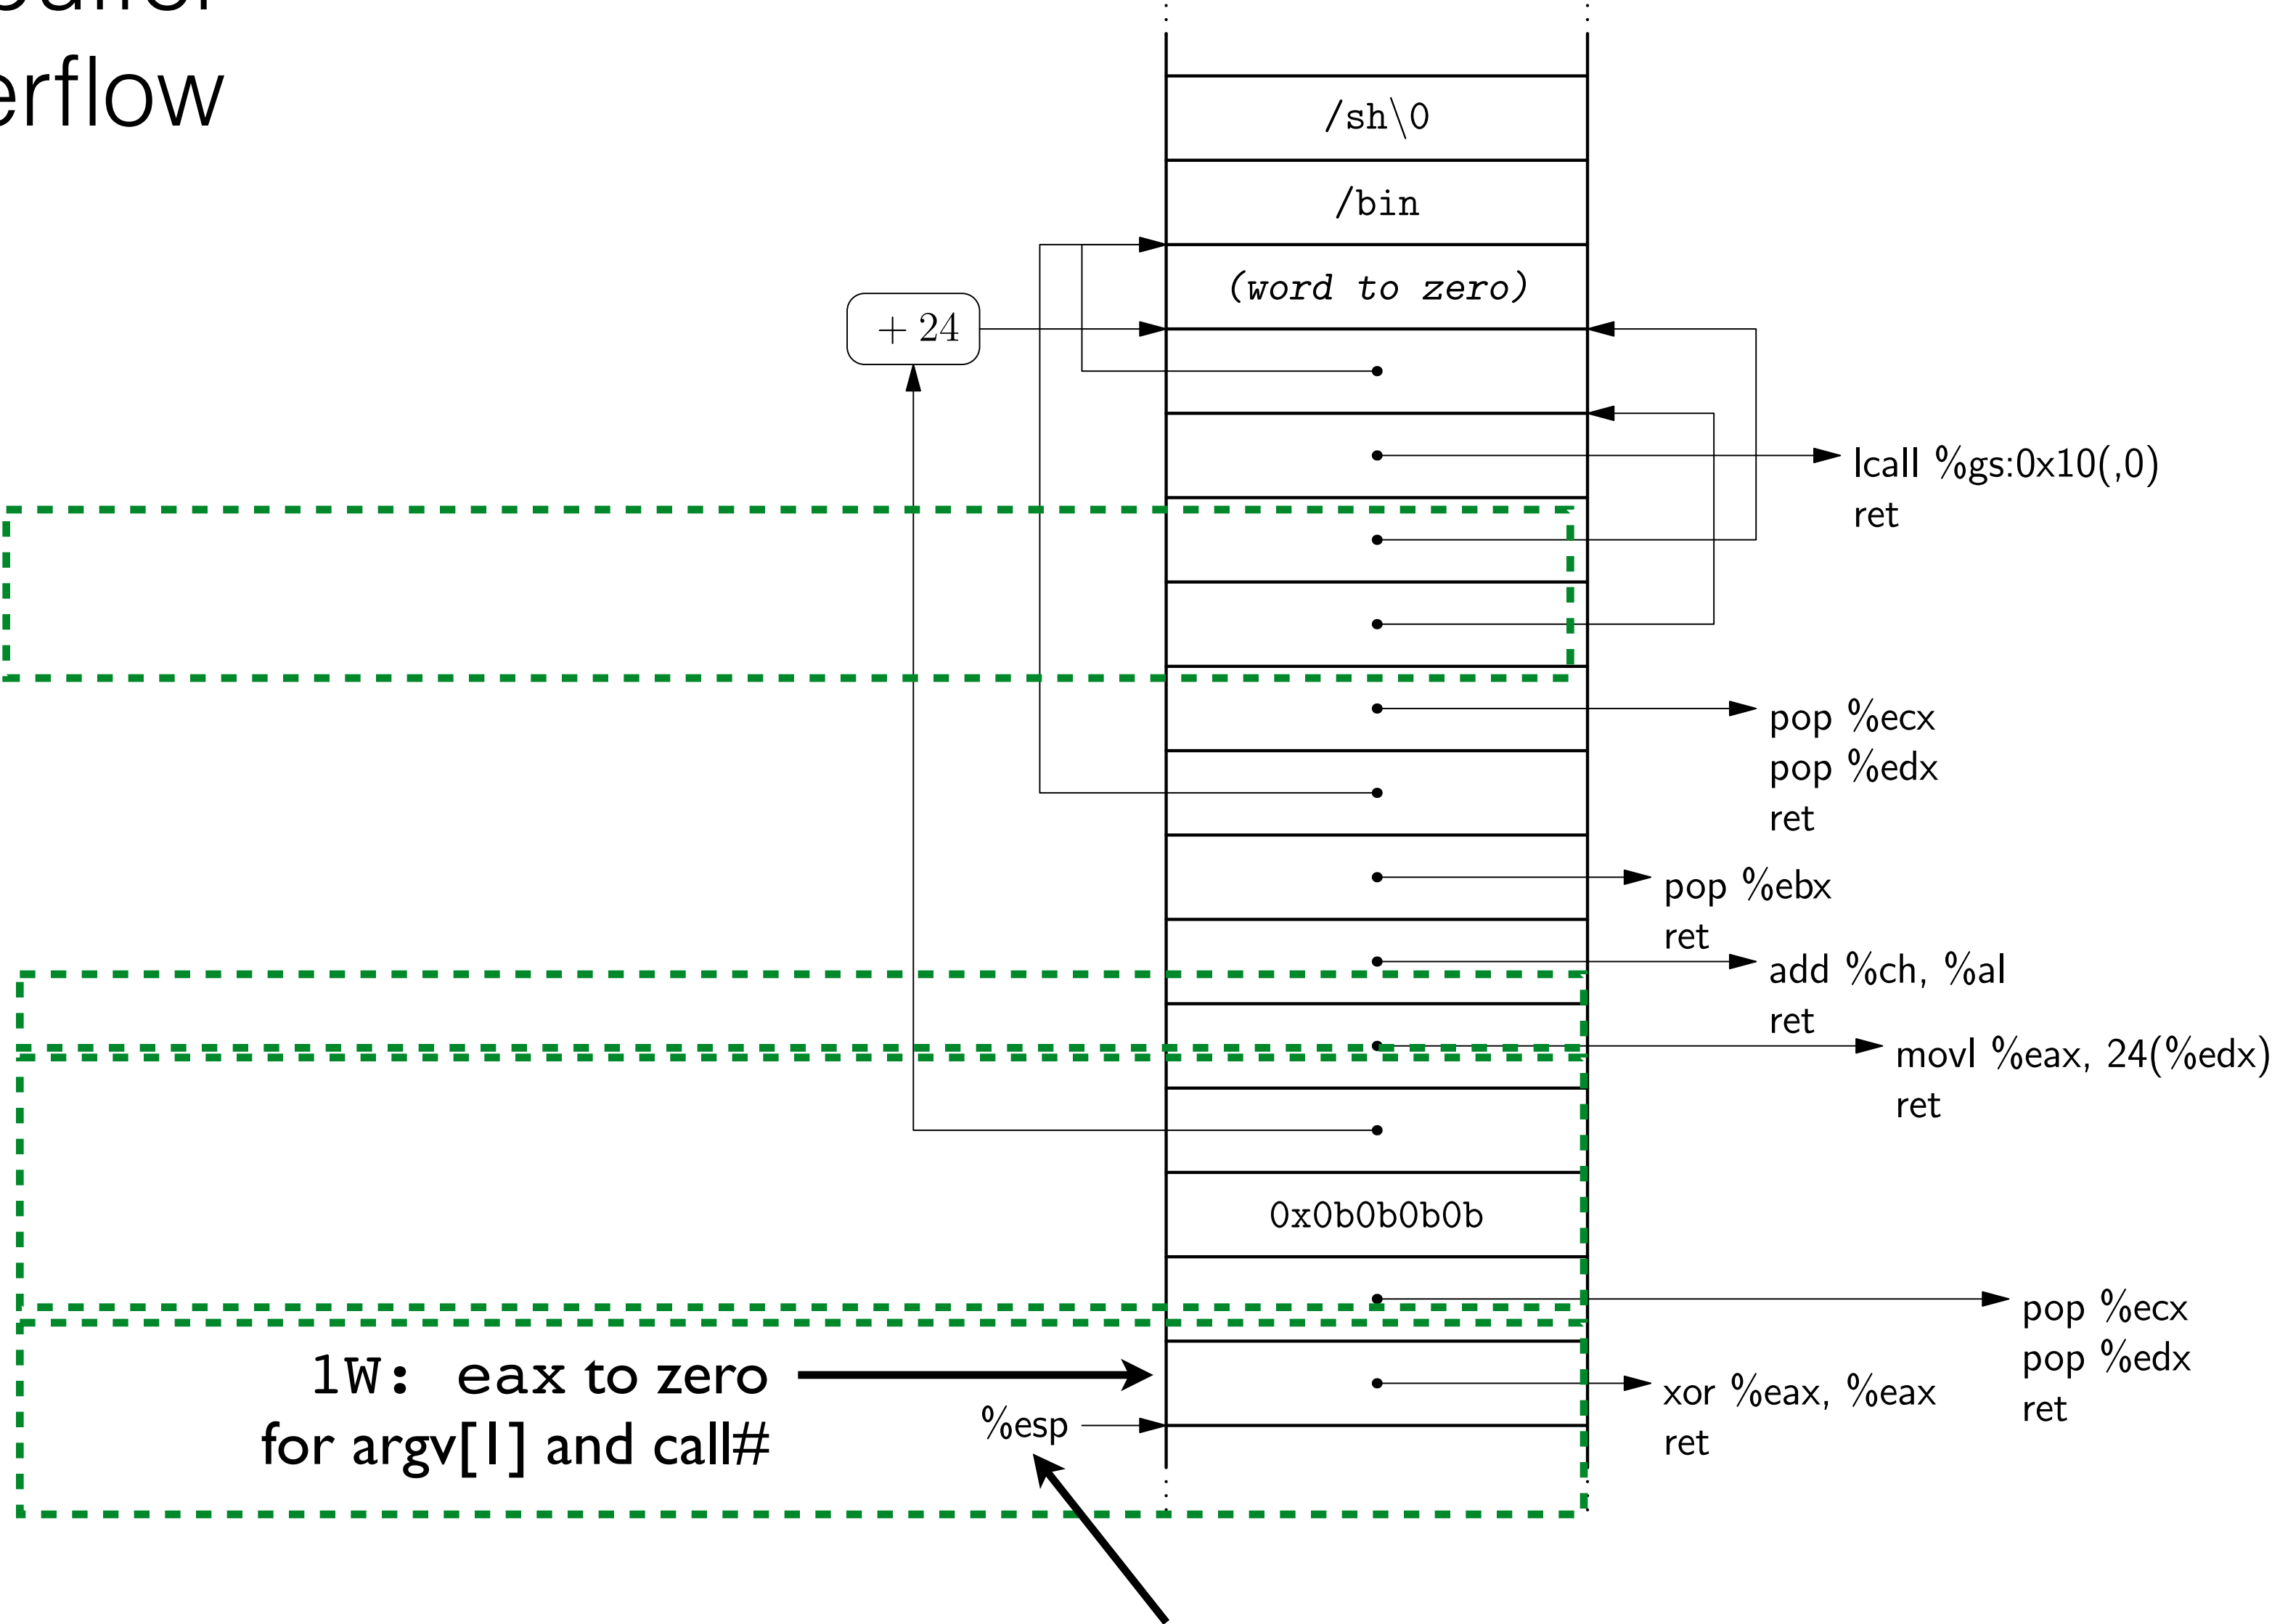 erflow
/sh\0
/bin
(word to zero)
+ 24
lcall %gs:0x10(,0)
ret
pop %ecx
pop %edx
ret
pop %ebx
ret
add %ch, %al
ret
movl %eax, 24(%edx)
ret
0x0b0b0b0b
pop %ecx
pop %edx
ret
1W: eax to zero
for argv[1] and call#
xor %eax, %eax
ret
%esp